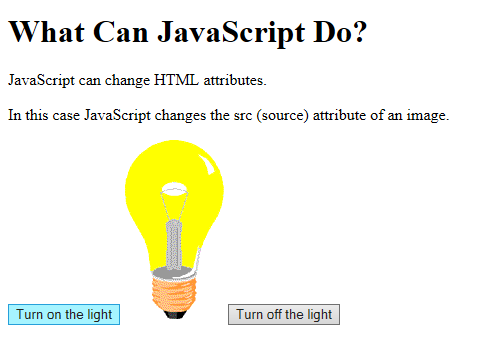 What Can JavaScript Do?
JavaScript can change HTML attributes.
In this case JavaScript changes the src (source) attribute of an image.
Turn on the light
Turn off the light